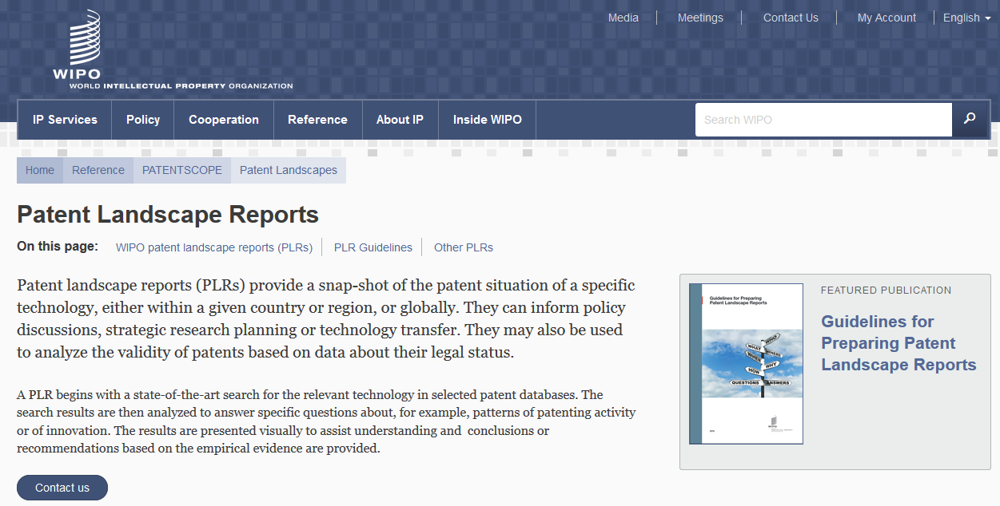 Media
Meetings
Contact Us
My Account
English
WIPO
WORLD INTELLECTUAL PROPERTY ORGANIZATION
IP Services
Policy
Cooperation
Reference
About IP
Inside WIPO
Search WIPO
Home
Reference
PATENTSCOPE
Patent Landscapes
Patent Landscape Reports
On this page: WIPO patent landscape reports (PLRs) PLR Guidelines Other PLRs
Patent landscape reports (PLRs) provide a snap-shot of the patent situation of a specific
technology, either within a given country or region, or globally. They can inform policy
discussions, strategic research planning or technology transfer. They may also be used
to analyze the validity of patents based on data about their legal status.
A PLR begins with a state-of-the-art search for the relevant technology in selected patent databases. The
search results are then analyzed to answer specific questions about, for example, patterns of patenting activity
or of innovation. The results are presented visually to assist understanding and  conclusions or
recommendations based on the empirical evidence are provided.
Contact us
Guidelines for Preparing
Patent Landscape Reports
WHO
WHAT
WHERE
WHEN
WHY
HOW
QUESTIONS
ANSWERS
WIPO
FEATURED PUBLICATION
Guidelines for
Preparing Patent
Landscape Reports